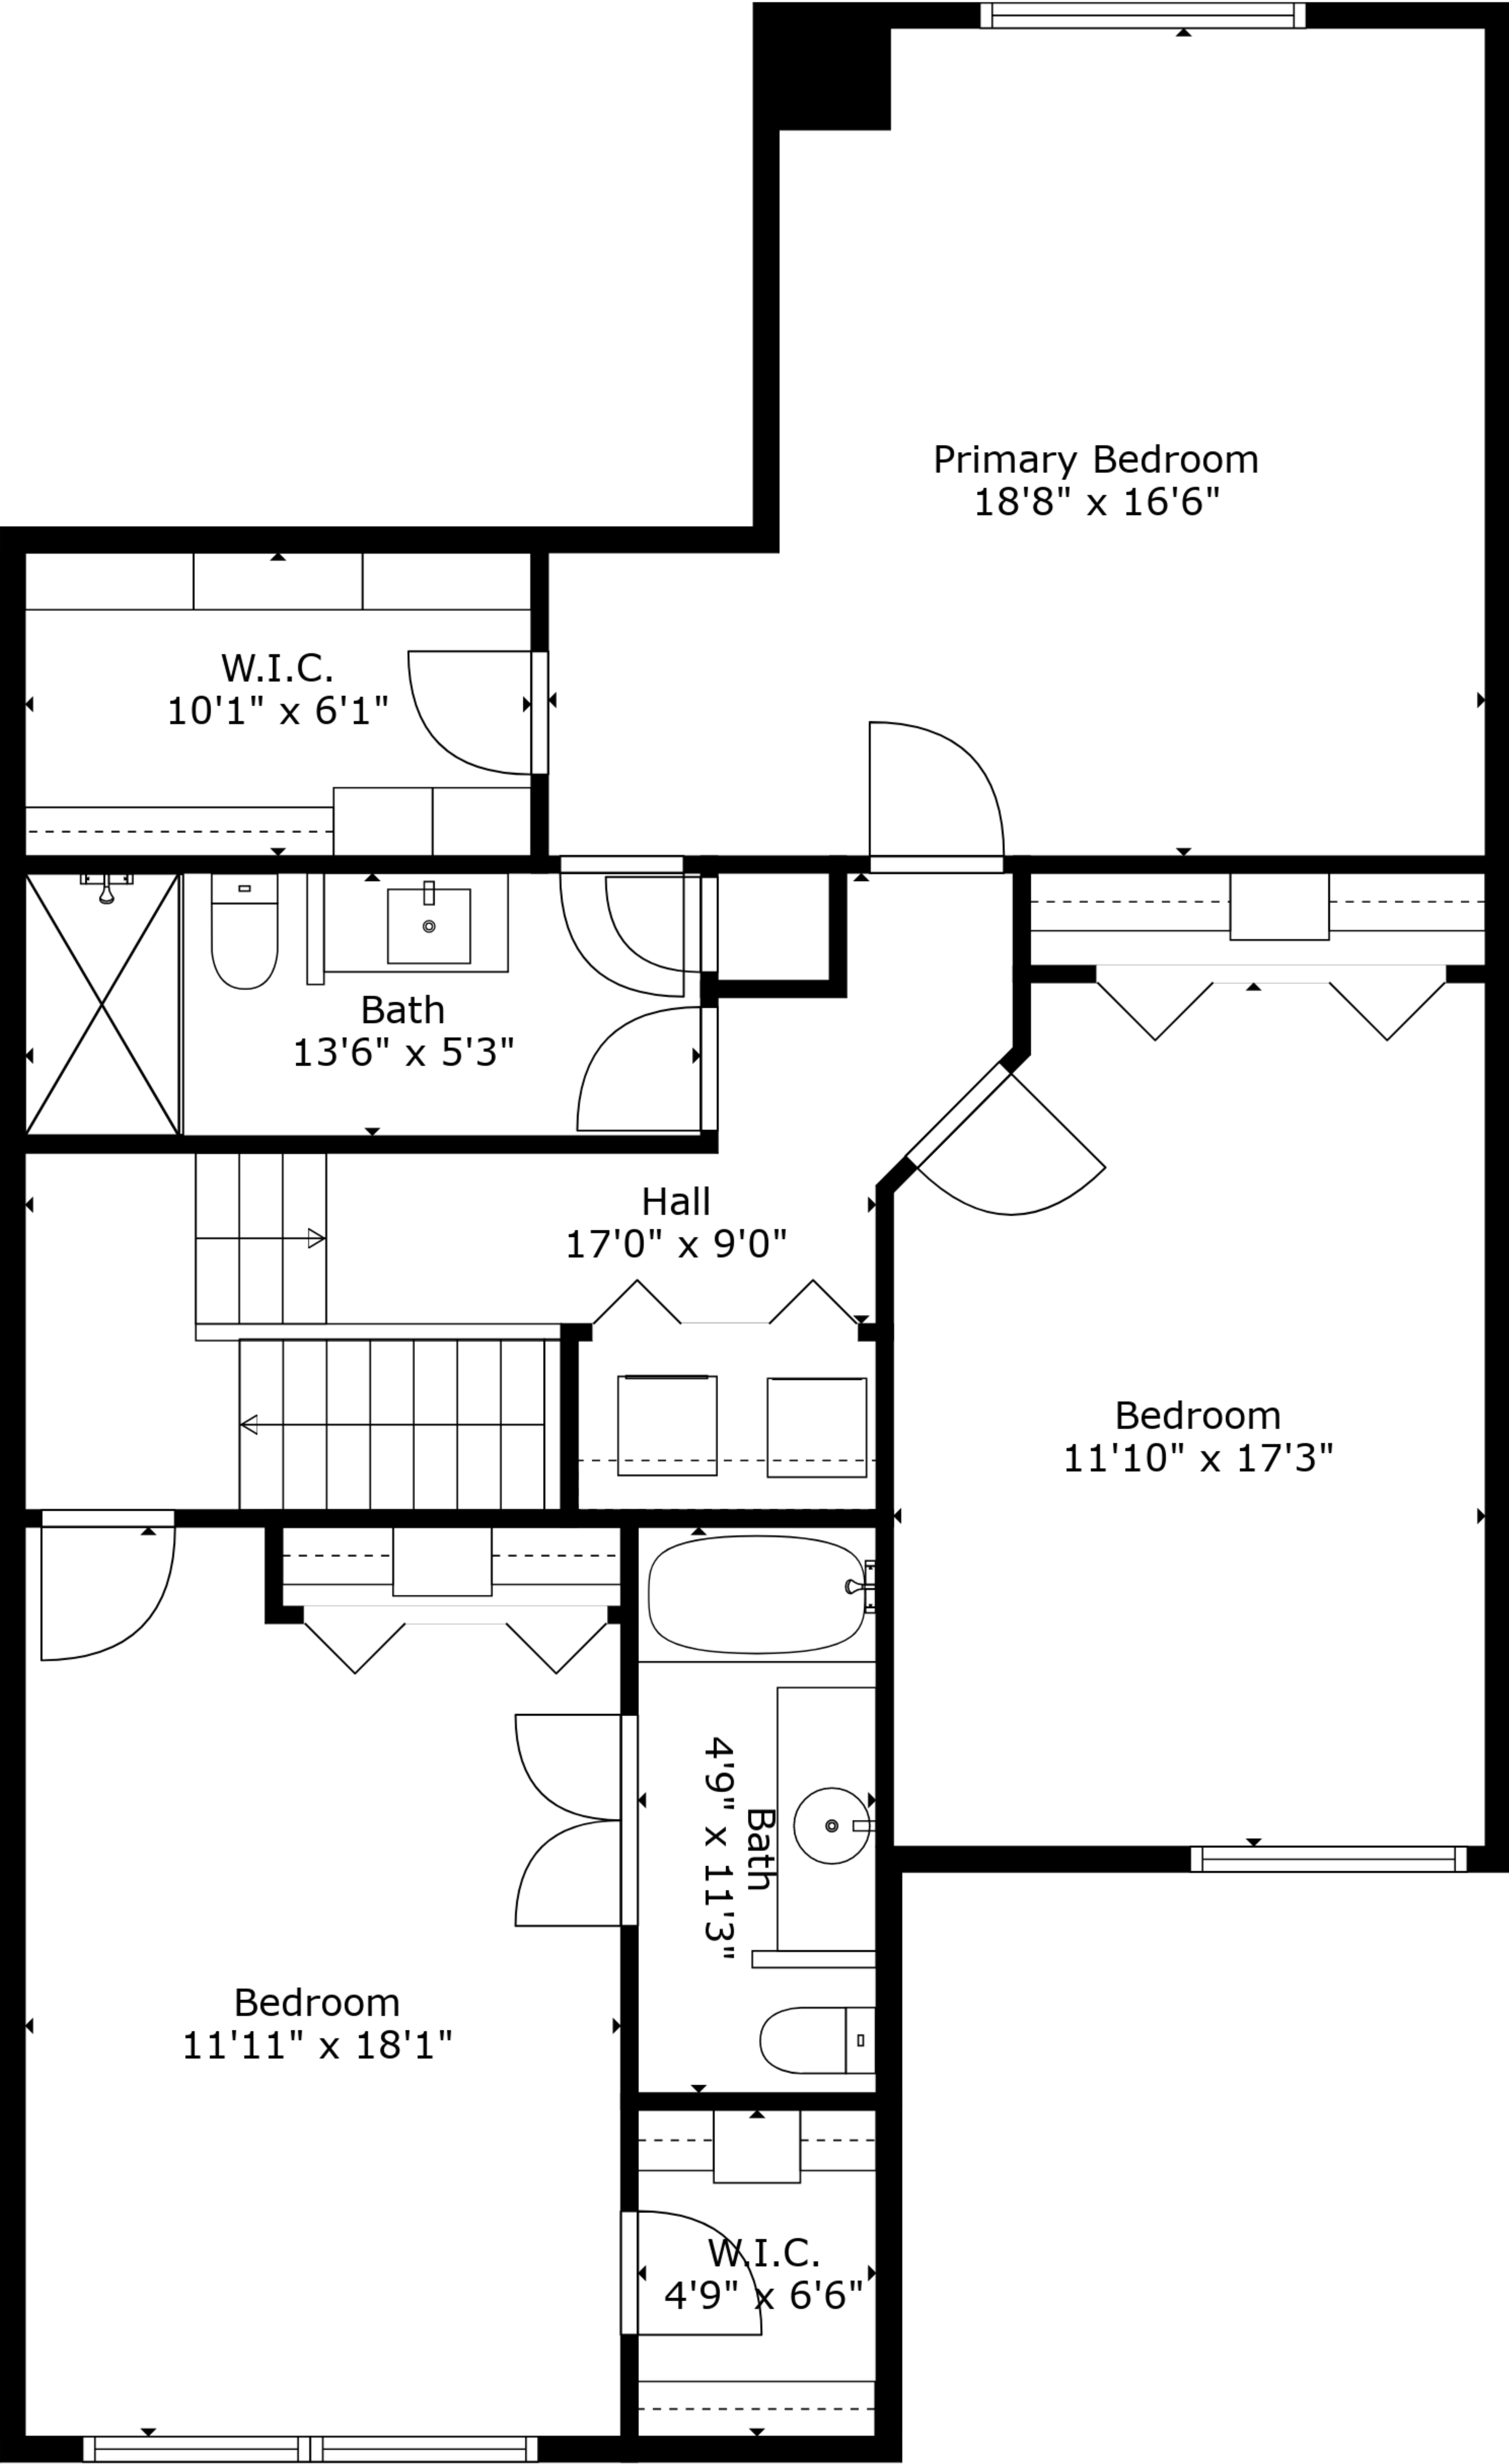 Primary Bedroom
18'8" x 16'6"
W.I.C.
10'1" x 6'1"
Bath
13'6" x 5'3"
Hall
17'0" x 9'0"
Bedroom
11'10" x 17'3"
Bath
4'9" x 11'3"
Bedroom
11'11" x 18'1"
W.I.C.
4'9" x 6'6"